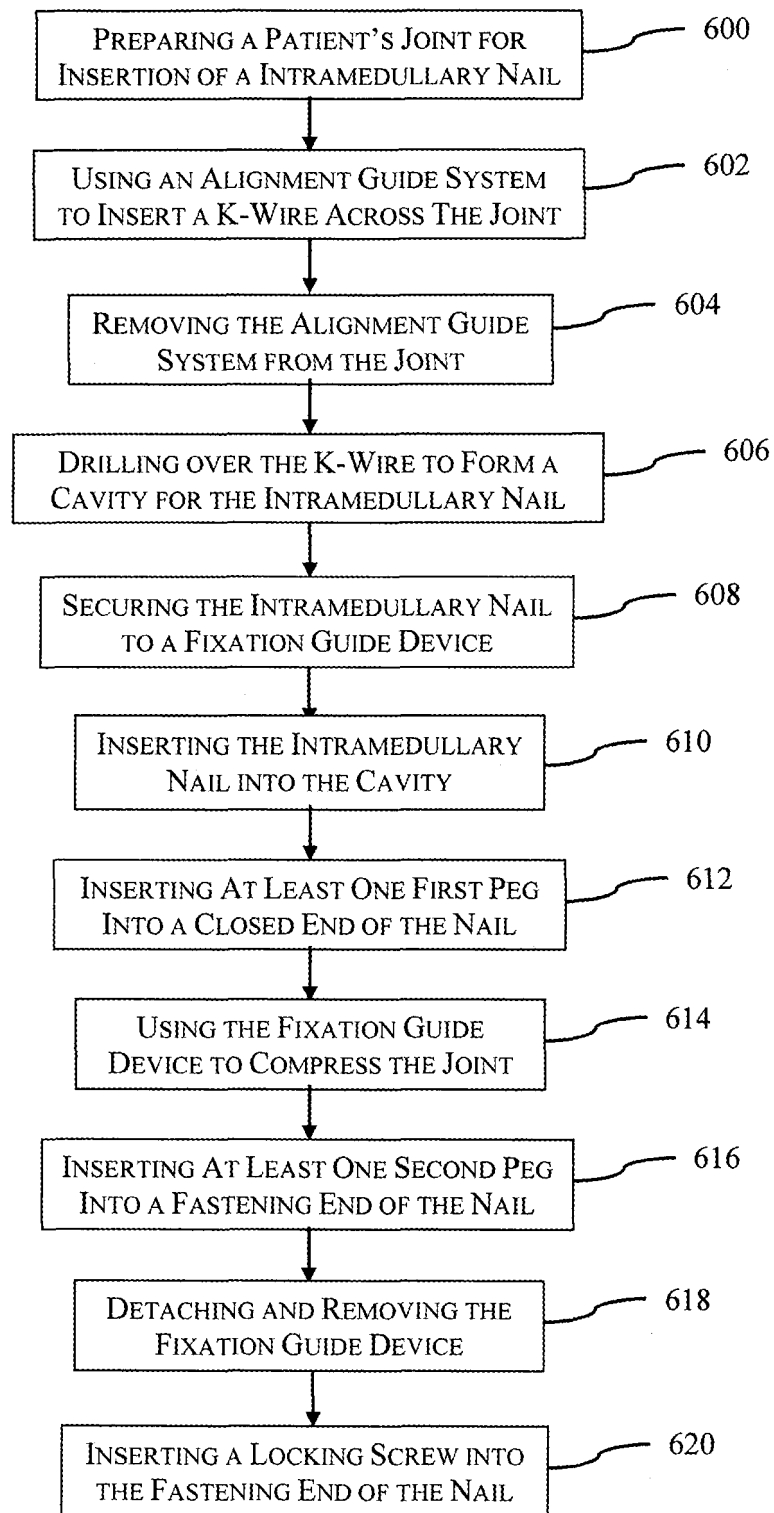 PREPARING A PATIENT'S JOINT FOR
INSERTION OF A INTRAMEDULLARY NAIL
600
USING AN ALIGNMENT GUIDE SYSTEM
TO INSERT A K-WIRE ACROSS THE JOINT
602
REMOVING THE ALIGNMENT GUIDE
SYSTEM FROM THE JOINT
604
DRILLING OVER THE K-WIRE TO FORM A
CAVITY FOR THE INTRAMEDULLARY NAIL
606
SECURING THE INTRAMEDULLARY NAIL
TO A FIXATION GUIDE DEVICE
608
INSERTING THE INTRAMEDULLARY
NAIL INTO THE CAVITY
610
INSERTING AT LEAST ONE FIRST PEG
INTO A CLOSED END OF THE NAIL
612
USING THE FIXATION GUIDE
DEVICE TO COMPRESS THE JOINT
614
INSERTING AT LEAST ONE SECOND PEG
INTO A FASTENING END OF THE NAIL
616
DETACHING AND REMOVING THE
FIXATION GUIDE DEVICE
618
INSERTING A LOCKING SCREW INTO
THE FASTENING END OF THE NAIL
620